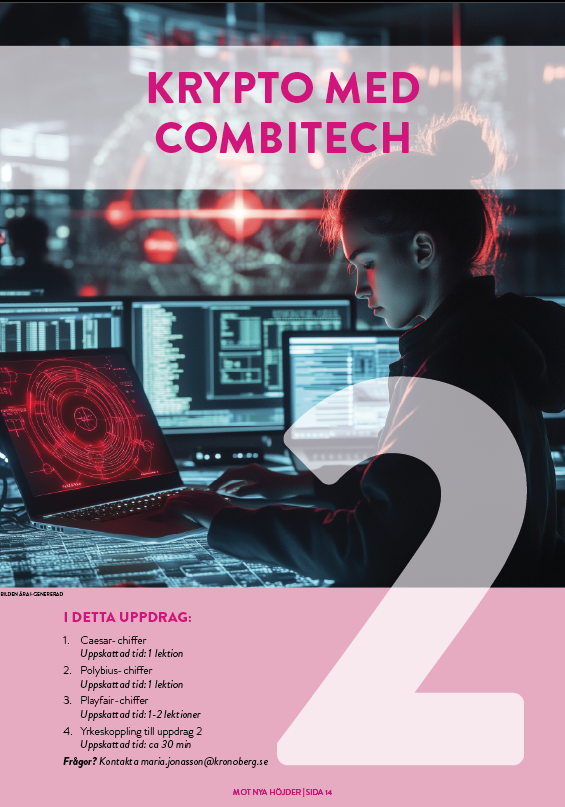 KRYPTO MED
COMBITECH
2
BILDEN ÄR AI-GENERERAD
I DETTA UPPDRAG:
1. Caesar-chiffer
Uppskattad tid: 1 lektion
2. Polybius-chiffer
Uppskattad tid: 1 lektion
3. Playfair-chiffer
Uppskattad tid: 1-2 lektioner
4. Yrkeskoppling till uppdrag 2
Uppskattad tid: ca 30 min
Frågor? Kontakta maria.jonasson@kronoberg.se
MOT NYA HÖJDER | SIDA 14